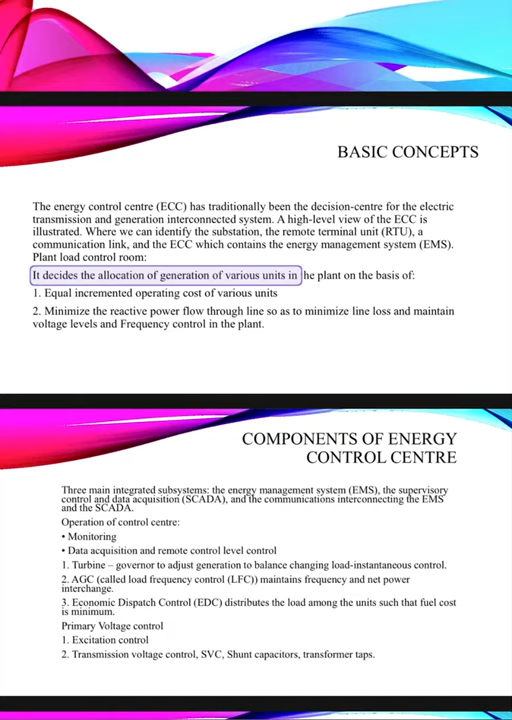 BASIC CONCEPTS
The energy control centre (ECC) has traditionally been the decision-centre for the electric
transmission and generation interconnected system. A high-level view of the ECC is
illustrated. Where we can identify the substation, the remote terminal unit (RTU), a
communication link, and the ECC which contains the energy management system (EMS).
Plant load control room:
It decides the allocation of generation of various units in he plant on the basis of:
1. Equal incremented operating cost of various units
2. Minimize the reactive power flow through line so as to minimize line loss and maintain
voltage levels and Frequency control in the plant.
COMPONENTS OF ENERGY
CONTROL CENTRE
Three main integrated subsystems: the energy management system (EMS), the supervisory
control and data acquisition (SCADA), and the communications interconnecting the EMS
and the SCADA.
Operation of control centre:
• Monitoring
• Data acquisition and remote control level control
1. Turbine – governor to adjust generation to balance changing load-instantaneous control.
2. AGC (called load frequency control (LFC)) maintains frequency and net power
interchange.
3. Economic Dispatch Control (EDC) distributes the load among the units such that fuel cost
is minimum.
Primary Voltage control
1. Excitation control
2. Transmission voltage control, SVC, Shunt capacitors, transformer taps.